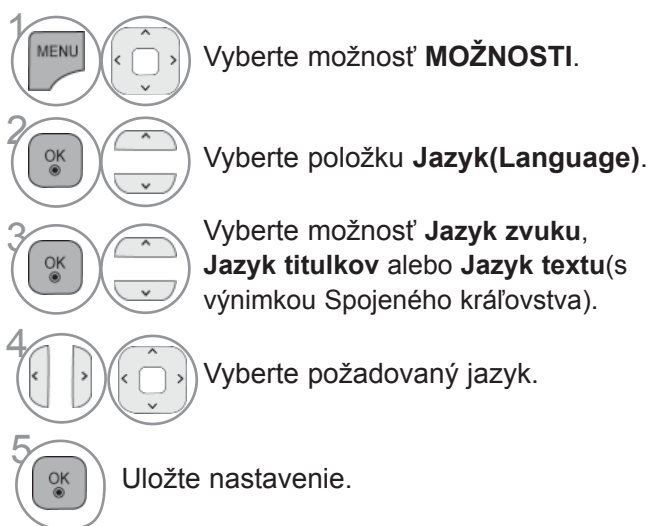 1
MENU
Vyberte možnosť MOŽNOSTI.
2
OK
Vyberte položku Jazyk(Language).
3
OK
Vyberte možnosť Jazyk zvuku,
Jazyk titulkov alebo Jazyk textu(s
výnimkou Spojeného kráľovstva).
4
Vyberte požadovaný jazyk.
5
OK
Uložte nastavenie.